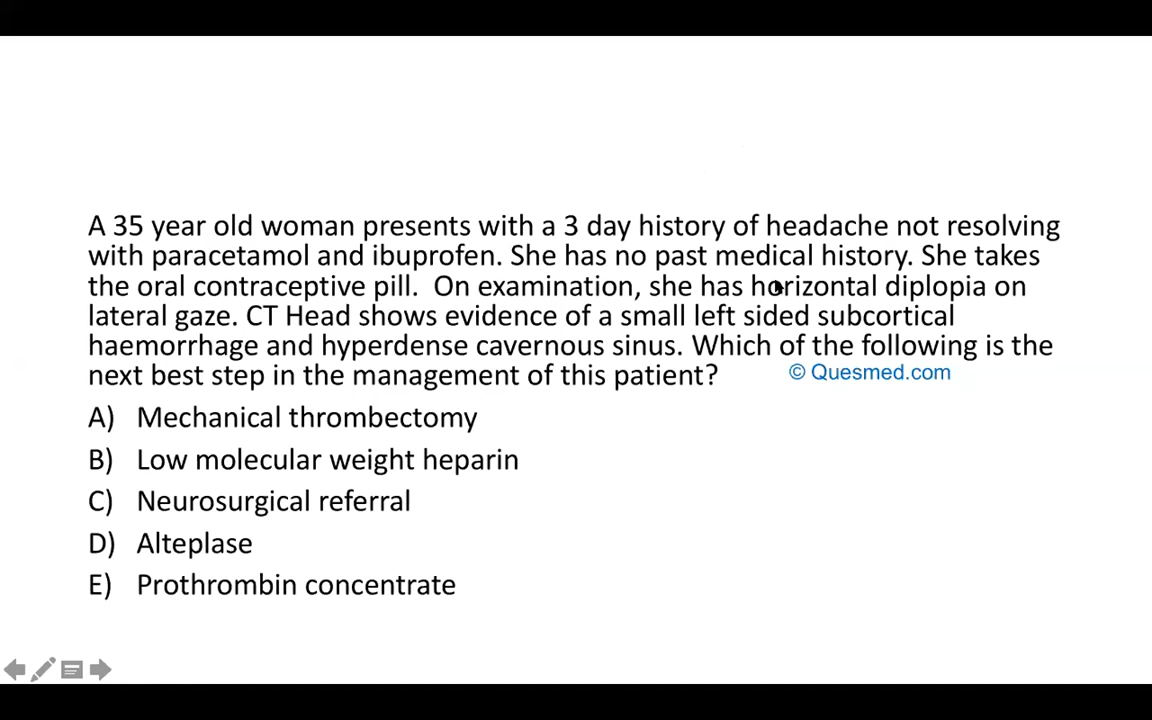 A 35 year old woman presents with a 3 day history of headache not resolving
with paracetamol and ibuprofen. She has no past medical history. She takes
the oral contraceptive pill.  On examination, she has horizontal diplopia on
lateral gaze. CT Head shows evidence of a small left sided subcortical
haemorrhage and hyperdense cavernous sinus. Which of the following is the
next best step in the management of this patient?
© Quesmed.com
A) Mechanical thrombectomy
B) Low molecular weight heparin
C) Neurosurgical referral
D) Alteplase
E) Prothrombin concentrate